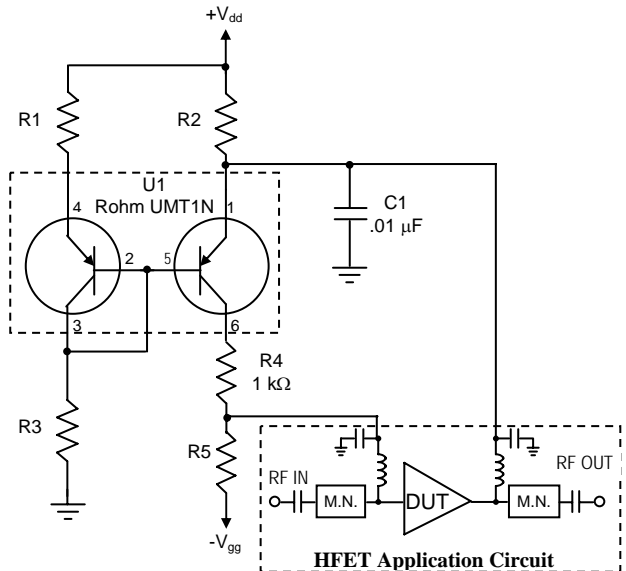 +Vdd
R1
R2
U1
Rohm UMT1N
4
1
C1
.01 µF
2
5
3
6
R4
1 kΩ
R3
R5
RF IN
RF OUT
M.N.
DUT
M.N.
-Vgg
HFET Application Circuit